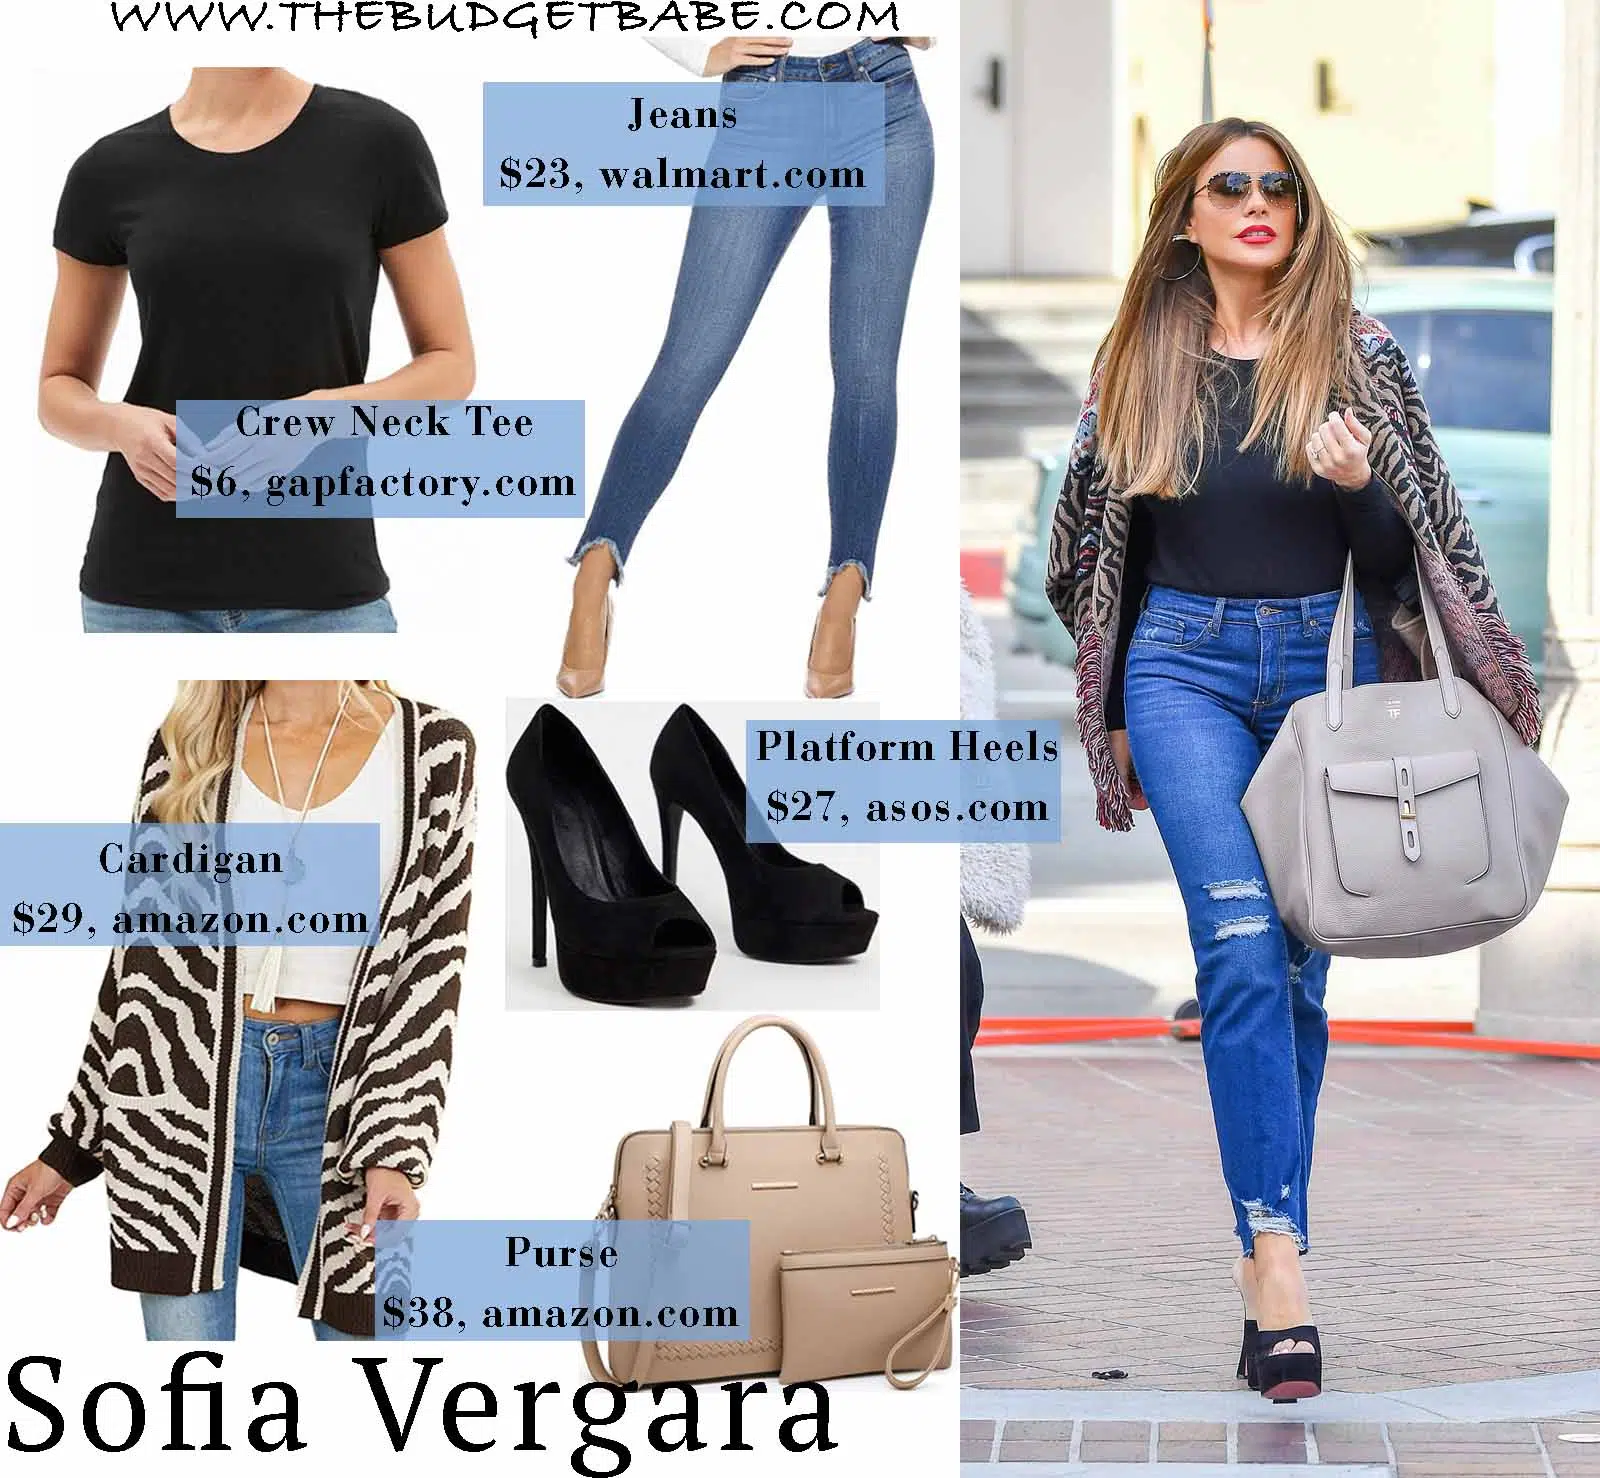 WWW.THEBUDGETBABE.COM
Jeans
$23, walmart.com
Crew Neck Tee
$6, gapfactory.com
Platform Heels
$27, asos.com
Cardigan
$29, amazon.com
Purse
$38, amazon.com
Sofia Vergara
TF